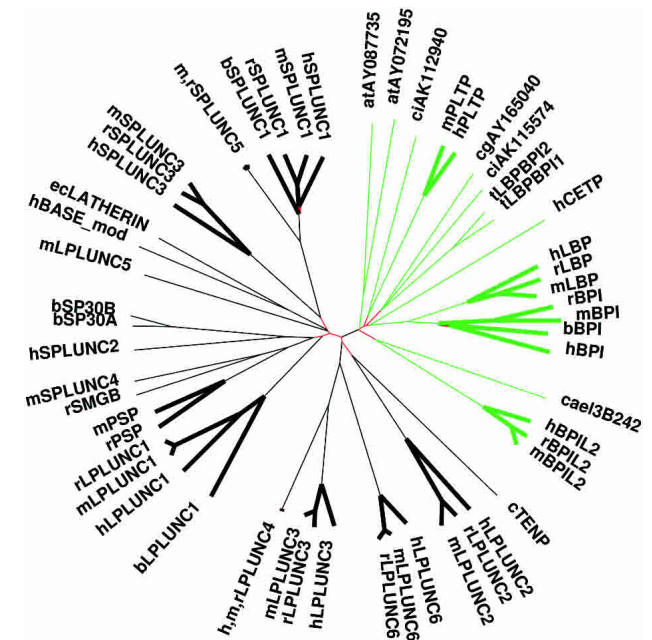 atAY087735
atAY072195
ciAK112940
mPLTP
hPLTP
cgAY165040
ciAK115574
tLBPBPI2
tLBPBPI1
hCETP
hLBP
rLBP
mLBP
rBPI
mBPI
bBPI
hBPI
cael3B242
hBPIL2
rBPIL2
mBPIL2
cTENP
hLPLUNC2
rLPLUNC2
mLPLUNC2
hLPLUNC6
mLPLUNC6
rLPLUNC6
hLPLUNC3
rLPLUNC3
mLPLUNC3
h,m,rLPLUNC4
bLPLUNC1
hLPLUNC1
mLPLUNC1
rLPLUNC1
rPSP
mPSP
rSMGB
mSPLUNC4
hSPLUNC2
bSP30A
bSP30B
mLPLUNC5
hBASE_mod
ecLATHERIN
hSPLUNC3
rSPLUNC3
mSPLUNC3
m,rSPLUNC5
bSPLUNC1
rSPLUNC1
mSPLUNC1
hSPLUNC1